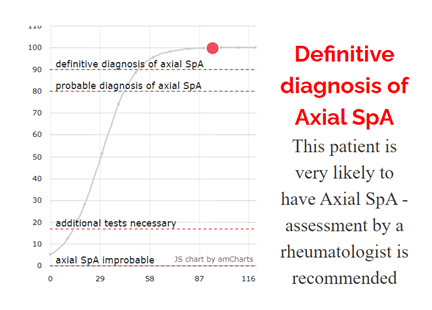 110
100
definitive diagnosis of axial SpA
90
probable diagnosis of axial SpA
80
70
60
50
40
30
additional tests necessary
20
10
axial SpA improbable
JS chart by amCharts
0
0 29 58 87 116
Definitive
diagnosis of
Axial SpA
This patient is
very likely to
have Axial SpA -
assessment by a
rheumatologist is
recommended